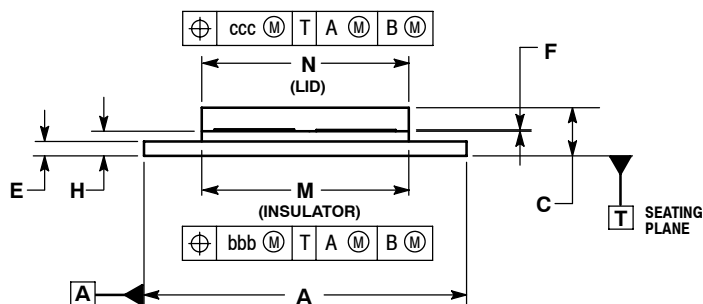 ⌖ ccc Ⓜ T A Ⓜ B Ⓜ
N
(LID)
F
E
H
M
(INSULATOR)
C
T SEATING
PLANE
⌖ bbb Ⓜ T A Ⓜ B Ⓜ
A
A